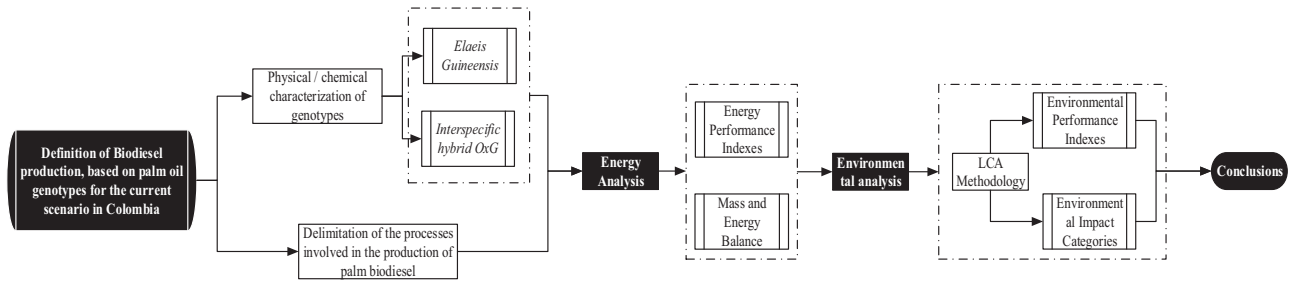 Definition of Biodiesel
production, based on palm oil
genotypes for the current
scenario in Colombia
Physical / chemical
characterization of
genotypes
Elaeis
Guineensis
Interspecific
hybrid OxG
Delimitation of the processes
involved in the production of
palm biodiesel
Energy
Analysis
Energy
Performance
Indexes
Mass and
Energy
Balance
Environmen
tal analysis
LCA
Methodology
Environmental
Performance
Indexes
Environment
al Impact
Categories
Conclusions